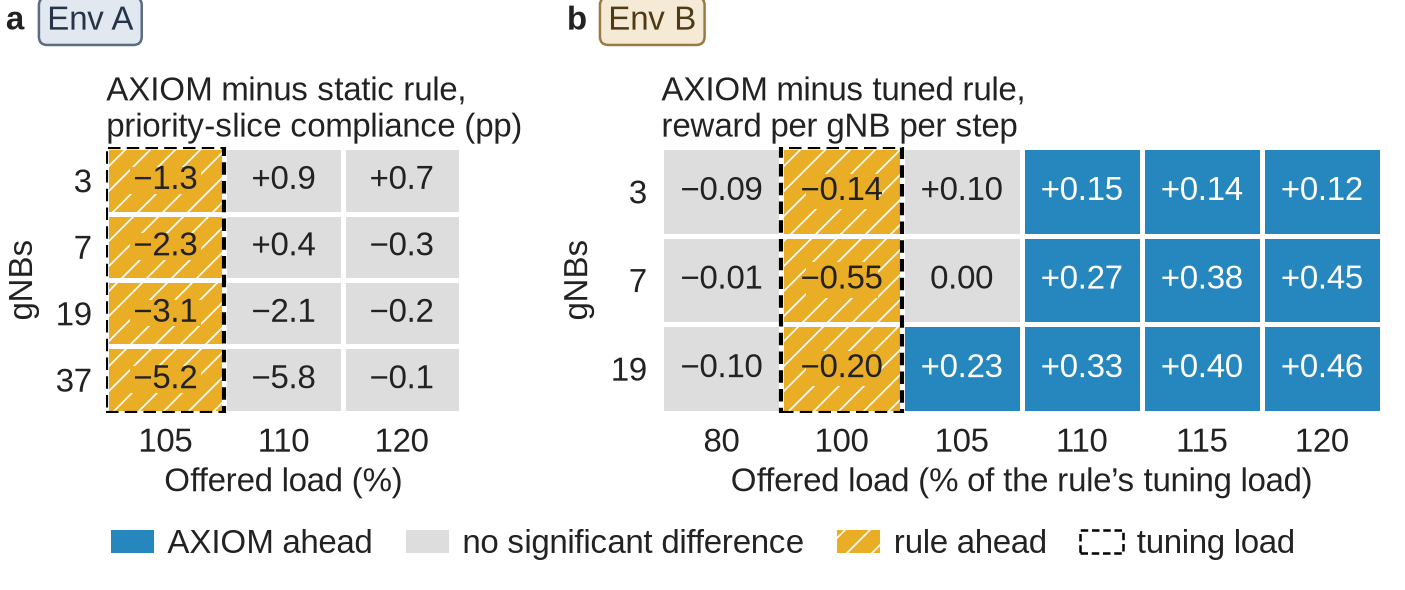 a Env A
AXIOM minus static rule,
priority-slice compliance (pp)
gNBs
3 −1.3 +0.9 +0.7
7 −2.3 +0.4 −0.3
19 −3.1 −2.1 −0.2
37 −5.2 −5.8 −0.1
105 110 120
Offered load (%)
b Env B
AXIOM minus tuned rule,
reward per gNB per step
gNBs
3 −0.09 −0.14 +0.10 +0.15 +0.14 +0.12
7 −0.01 −0.55 0.00 +0.27 +0.38 +0.45
19 −0.10 −0.20 +0.23 +0.33 +0.40 +0.46
80 100 105 110 115 120
Offered load (% of the rule’s tuning load)
AXIOM ahead no significant difference rule ahead tuning load